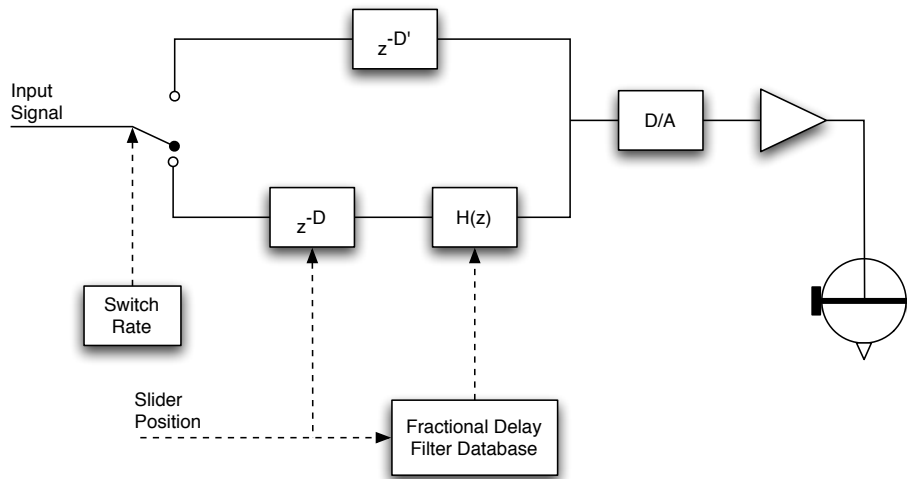 z-D'
Input
Signal
D/A
z-D
H(z)
Switch
Rate
Slider
Position
Fractional Delay
Filter Database